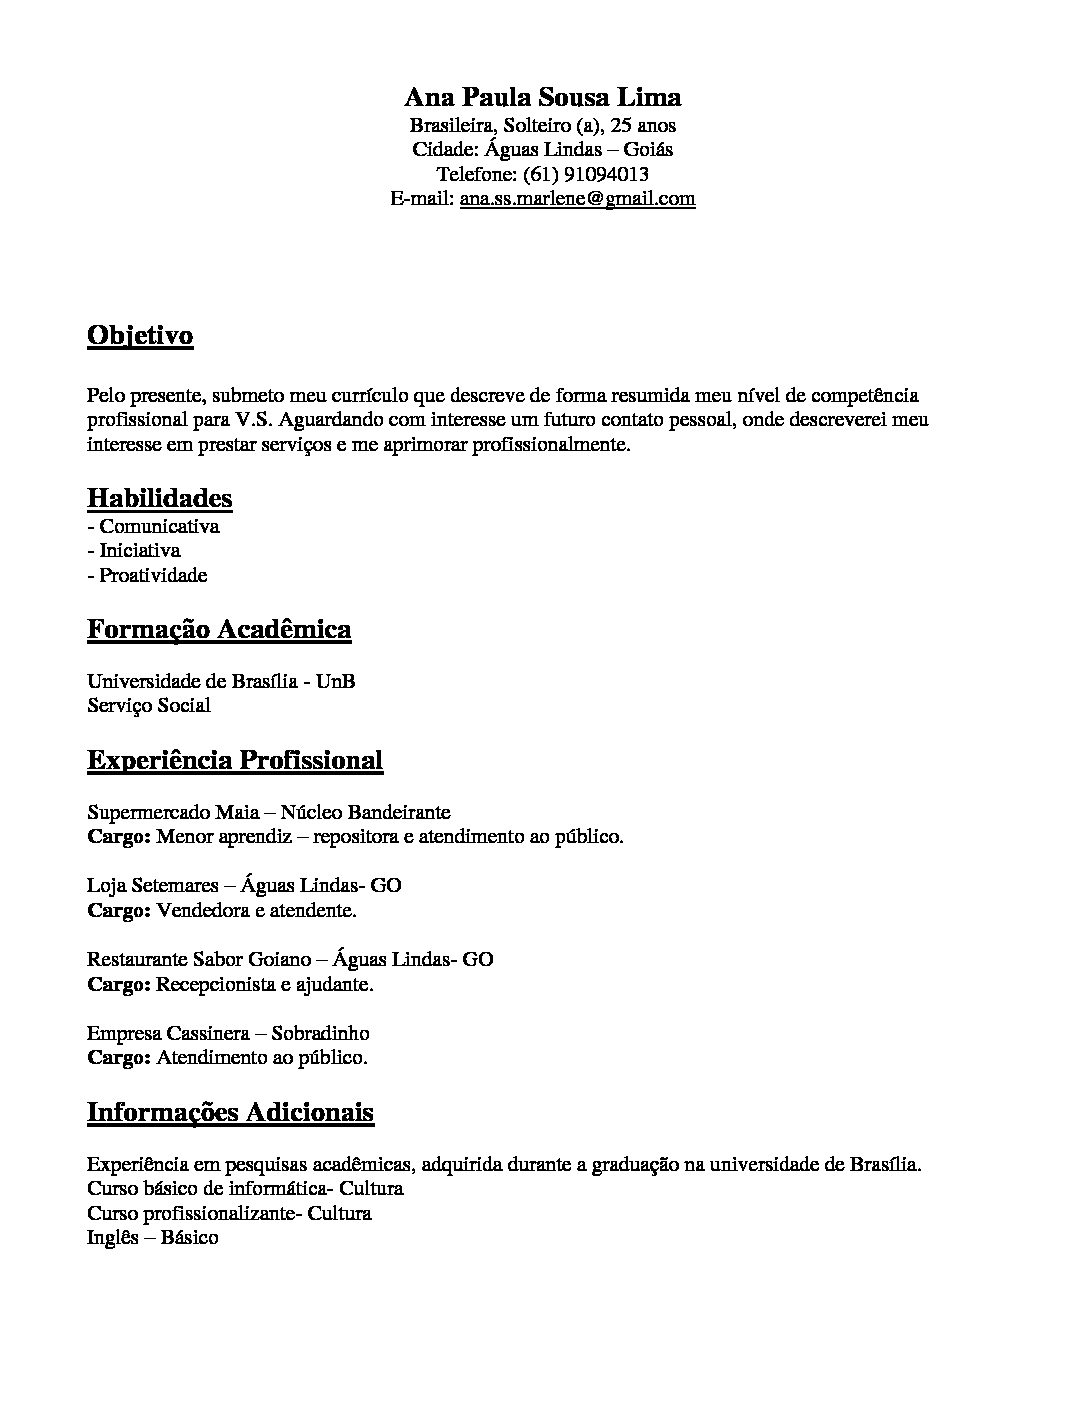 Ana Paula Sousa Lima
Brasileira, Solteiro (a), 25 anos
Cidade: Águas Lindas – Goiás
Telefone: (61) 91094013
E-mail: ana.ss.marlene@gmail.com
Objetivo
Pelo presente, submeto meu currículo que descreve de forma resumida meu nível de competência
profissional para V.S. Aguardando com interesse um futuro contato pessoal, onde descreverei meu
interesse em prestar serviços e me aprimorar profissionalmente.
Habilidades
- Comunicativa
- Iniciativa
- Proatividade
Formação Acadêmica
Universidade de Brasília - UnB
Serviço Social
Experiência Profissional
Supermercado Maia – Núcleo Bandeirante
Cargo: Menor aprendiz – repositora e atendimento ao público.
Loja Setemares – Águas Lindas- GO
Cargo: Vendedora e atendente.
Restaurante Sabor Goiano – Águas Lindas- GO
Cargo: Recepcionista e ajudante.
Empresa Cassinera – Sobradinho
Cargo: Atendimento ao público.
Informações Adicionais
Experiência em pesquisas acadêmicas, adquirida durante a graduação na universidade de Brasília.
Curso básico de informática- Cultura
Curso profissionalizante- Cultura
Inglês – Básico